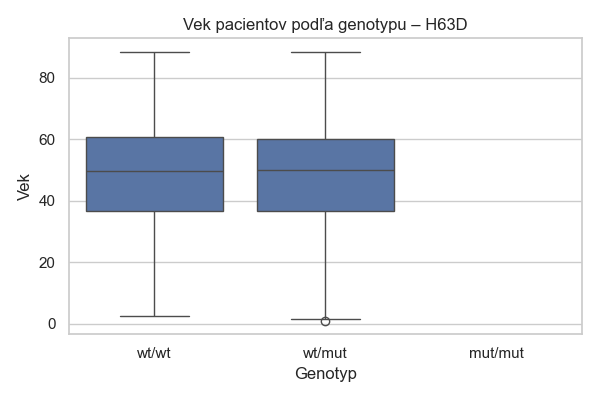 Vek pacientov podľa genotypu – H63D
Vek
80
60
40
20
0
wt/wt
wt/mut
mut/mut
Genotyp